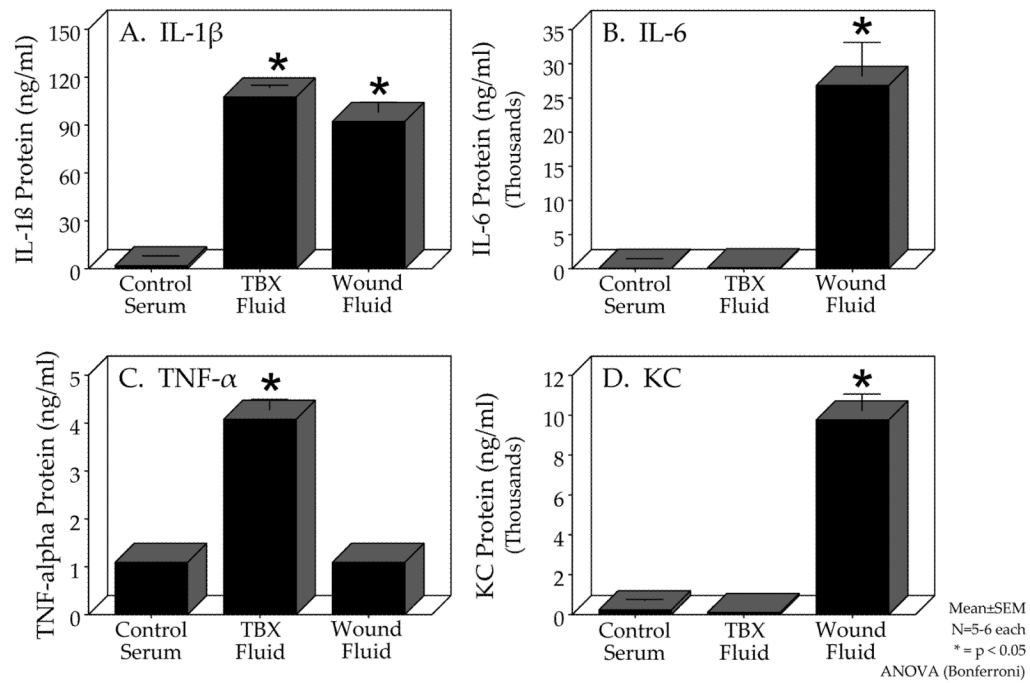 A. IL-1β
IL-1ß Protein (ng/ml)
150
120
90
60
30
0
*
*
Control
Serum
TBX
Fluid
Wound
Fluid
B. IL-6
IL-6 Protein (ng/ml)
(Thousands)
35
30
25
20
15
10
5
0
*
Control
Serum
TBX
Fluid
Wound
Fluid
C. TNF-α
TNF-alpha Protein (ng/ml)
5
4
3
2
1
0
*
Control
Serum
TBX
Fluid
Wound
Fluid
D. KC
KC Protein (ng/ml)
(Thousands)
12
10
8
6
4
2
0
*
Control
Serum
TBX
Fluid
Wound
Fluid
Mean±SEM
N=5-6 each
* = p < 0.05
ANOVA (Bonferroni)